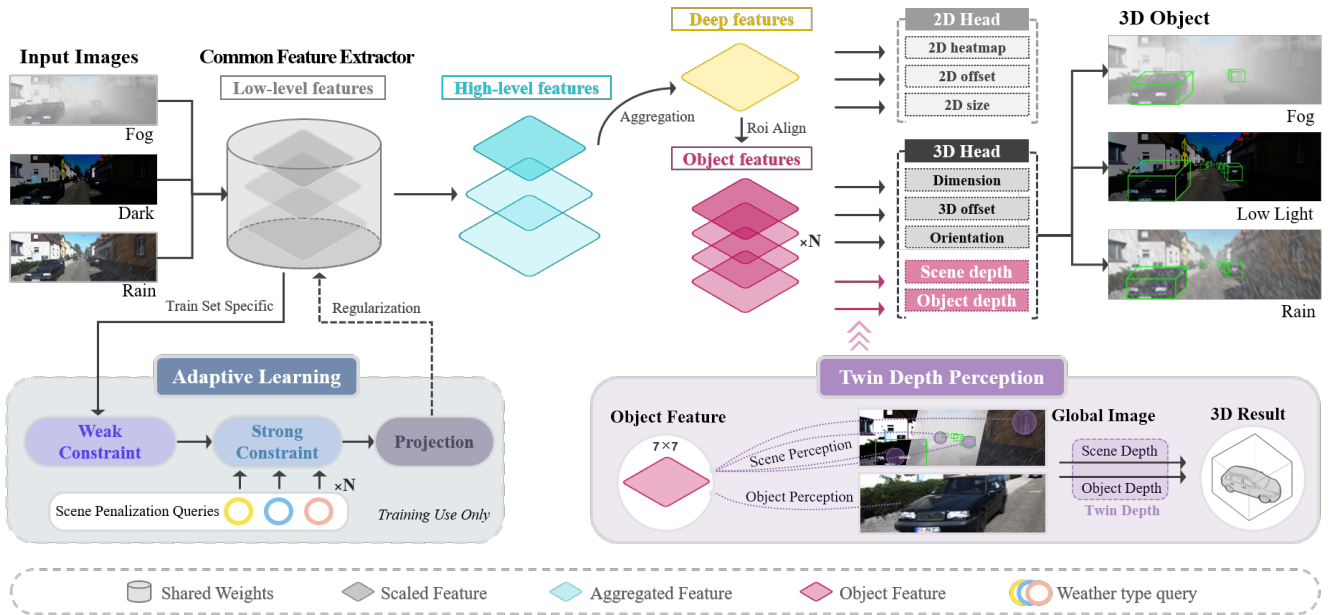 Input Images
Fog
Dark
Rain
Common Feature Extractor
Low-level features
Train Set Specific
Regularization
High-level features
Aggregation
Deep features
Roi Align
Object features
×N
2D Head
2D heatmap
2D offset
2D size
3D Head
Dimension
3D offset
Orientation
Scene depth
Object depth
3D Object
Fog
Low Light
Rain
Adaptive Learning
Weak
Constraint
Strong
Constraint
Projection
×N
Scene Penalization Queries
Training Use Only
Twin Depth Perception
Object Feature
7×7
Scene Perception
Object Perception
Global Image
Scene Depth
Object Depth
Twin Depth
3D Result
Shared Weights
Scaled Feature
Aggregated Feature
Object Feature
Weather type query